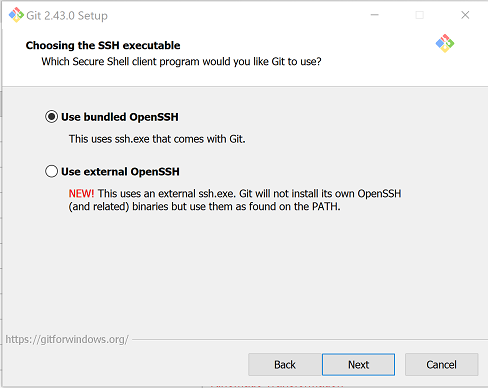 Git 2.43.0 Setup
Choosing the SSH executable
Which Secure Shell client program would you like Git to use?
Use bundled OpenSSH
This uses ssh.exe that comes with Git.
Use external OpenSSH
NEW! This uses an external ssh.exe. Git will not install its own OpenSSH
(and related) binaries but use them as found on the PATH.
https://gitforwindows.org/
Back Next Cancel